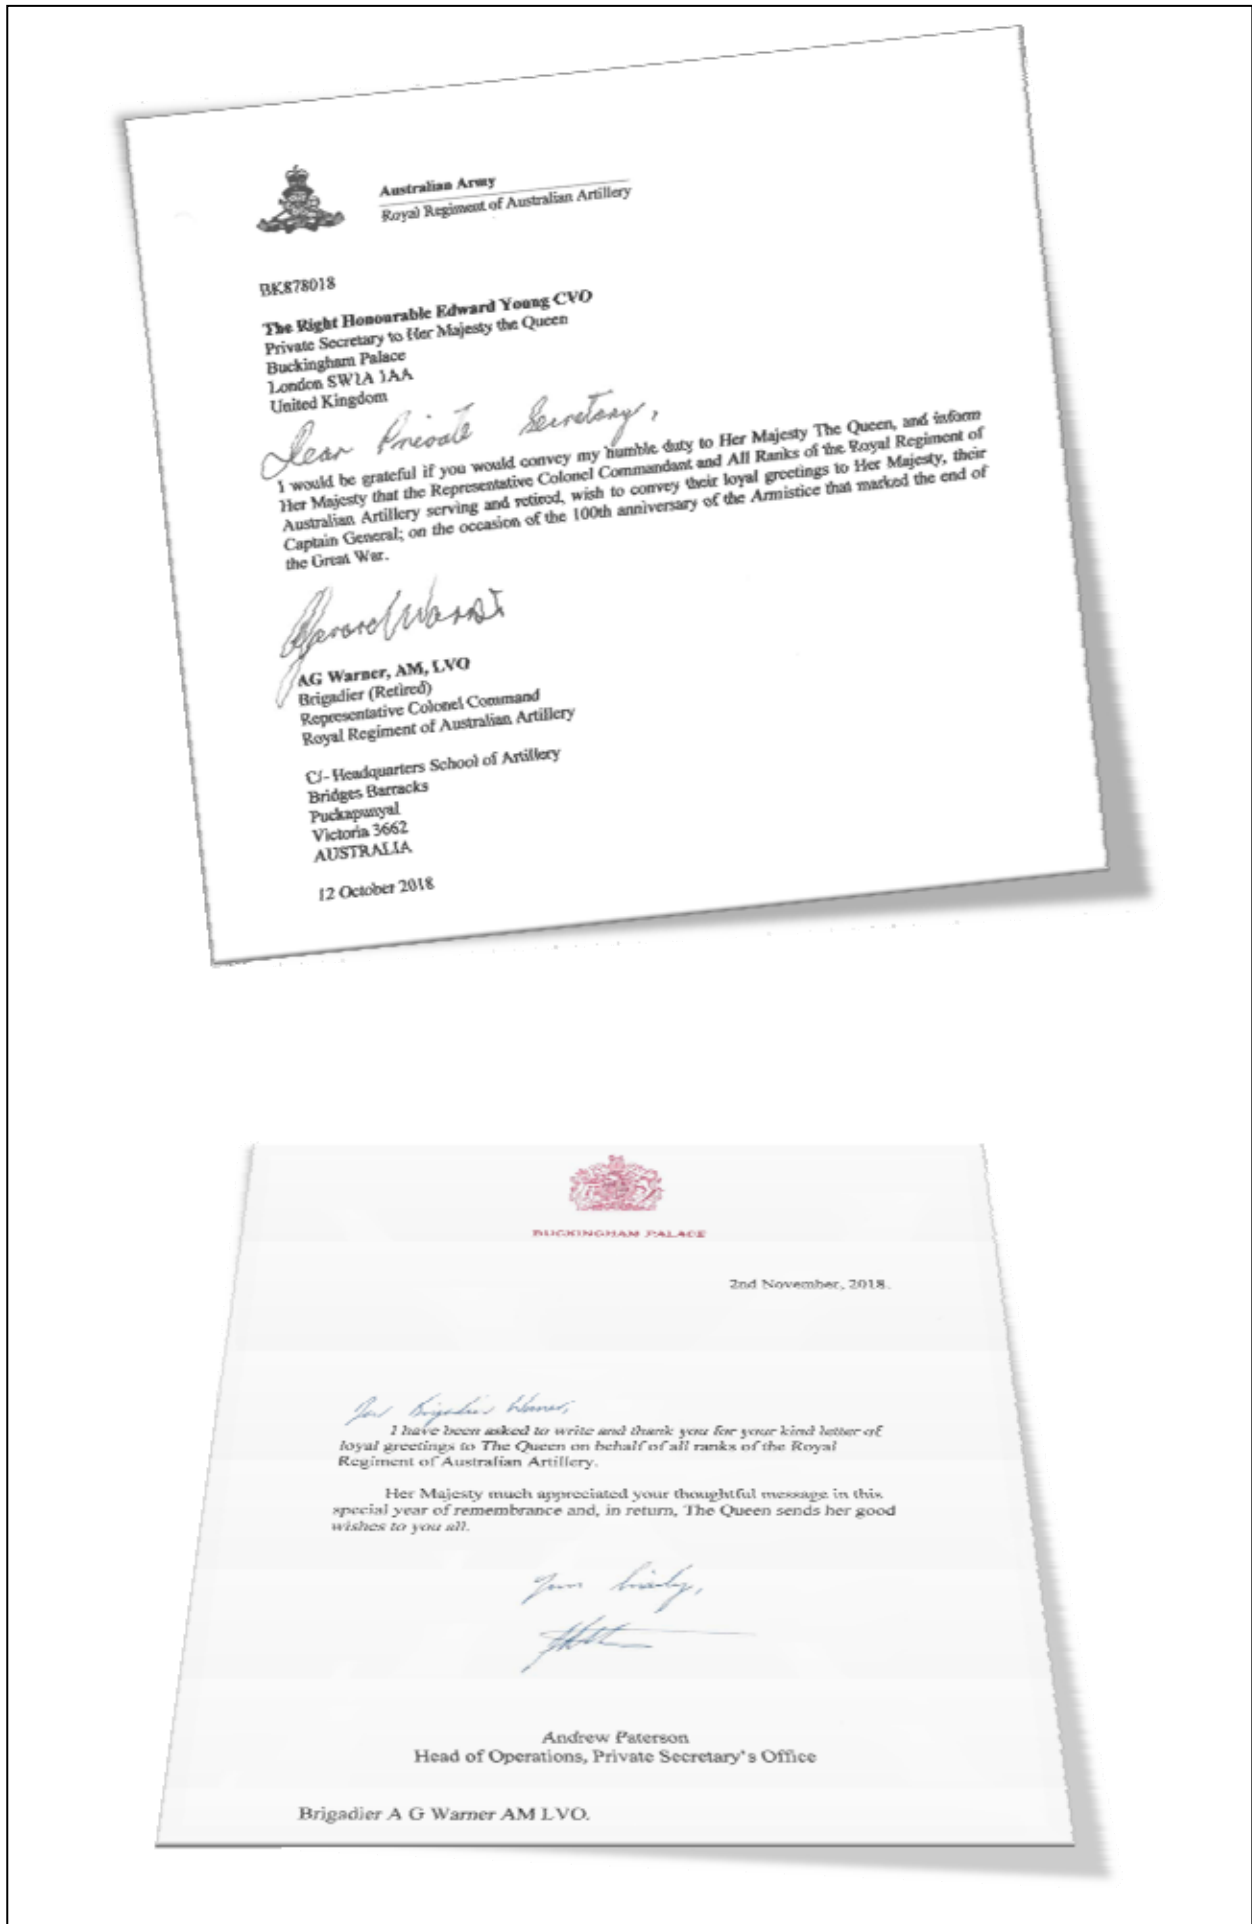 Australian Army
Royal Regiment of Australian Artillery
BK878018
The Right Honourable Edward Young CVO
Private Secretary to Her Majesty the Queen
Buckingham Palace
London SW1A 1AA
United Kingdom
Dear Private Secretary,
I would be grateful if you would convey my humble duty to Her Majesty The Queen, and inform
Her Majesty that the Representative Colonel Commandant and All Ranks of the Royal Regiment of
Australian Artillery serving and retired, wish to convey their loyal greetings to Her Majesty, their
Captain General; on the occasion of the 100th anniversary of the Armistice that marked the end of
the Great War.
AG Warner, AM, LVO
Brigadier (Retired)
Representative Colonel Command
Royal Regiment of Australian Artillery
C/- Headquarters School of Artillery
Bridges Barracks
Puckapunyal
Victoria 3662
AUSTRALIA
12 October 2018
BUCKINGHAM PALACE
2nd November, 2018.
Dear Brigadier Warner,
I have been asked to write and thank you for your kind letter of
loyal greetings to The Queen on behalf of all ranks of the Royal
Regiment of Australian Artillery.
Her Majesty much appreciated your thoughtful message in this
special year of remembrance and, in return, The Queen sends her good
wishes to you all.
Andrew Paterson
Head of Operations, Private Secretary's Office
Brigadier A G Warner AM LVO.